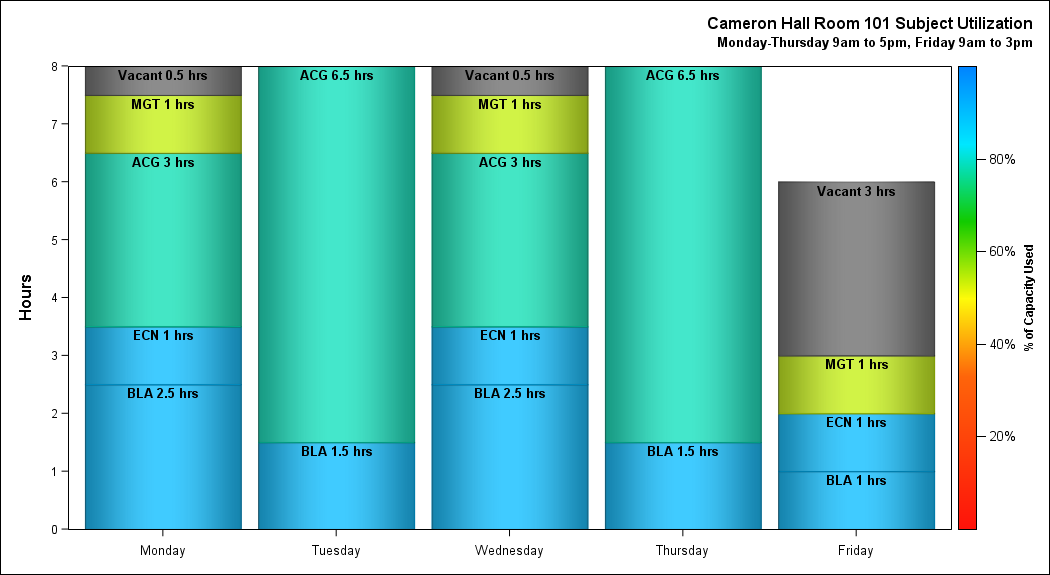 Cameron Hall Room 101 Subject Utilization
Monday-Thursday 9am to 5pm, Friday 9am to 3pm
Hours
8
7
6
5
4
3
2
1
0
Vacant 0.5 hrs
MGT 1 hrs
ACG 3 hrs
ECN 1 hrs
BLA 2.5 hrs
ACG 6.5 hrs
BLA 1.5 hrs
Vacant 0.5 hrs
MGT 1 hrs
ACG 3 hrs
ECN 1 hrs
BLA 2.5 hrs
ACG 6.5 hrs
BLA 1.5 hrs
Vacant 3 hrs
MGT 1 hrs
ECN 1 hrs
BLA 1 hrs
Monday
Tuesday
Wednesday
Thursday
Friday
80%
60%
40%
20%
% of Capacity Used